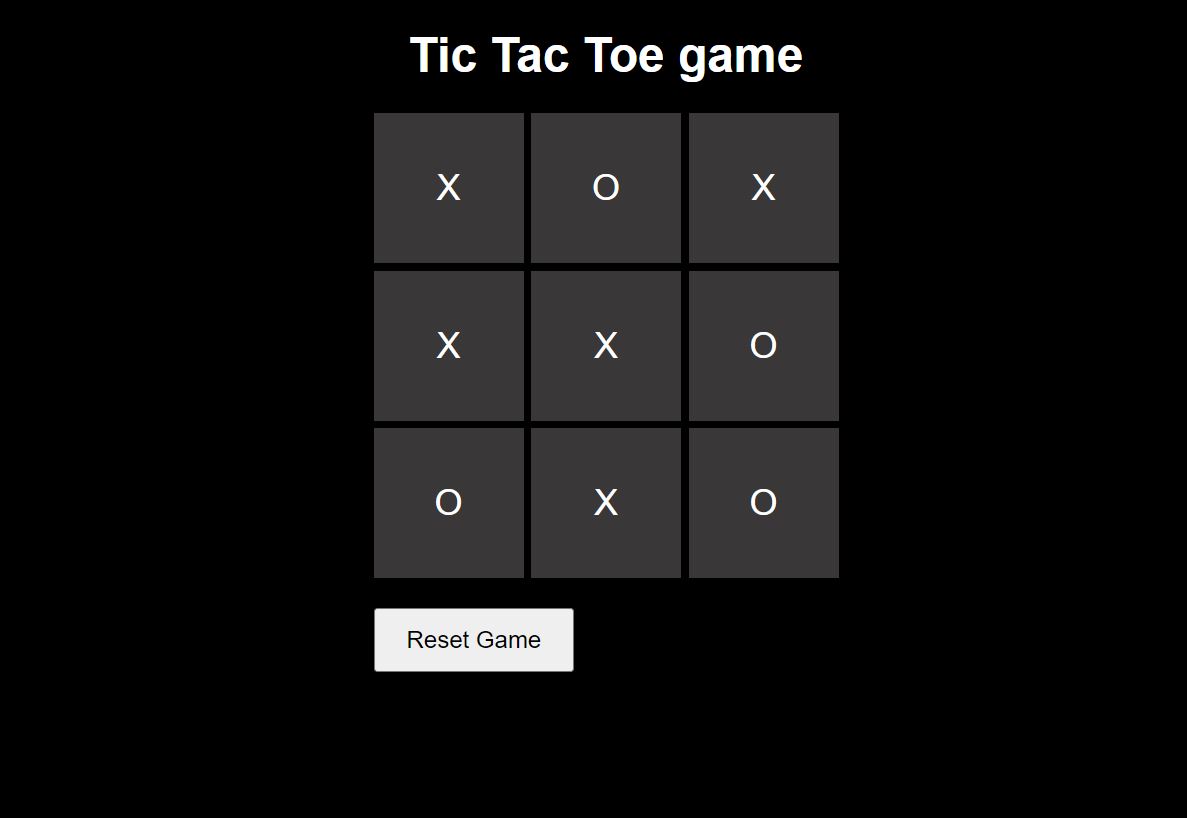 Tic Tac Toe game
X O X
X X O
O X O
Reset Game